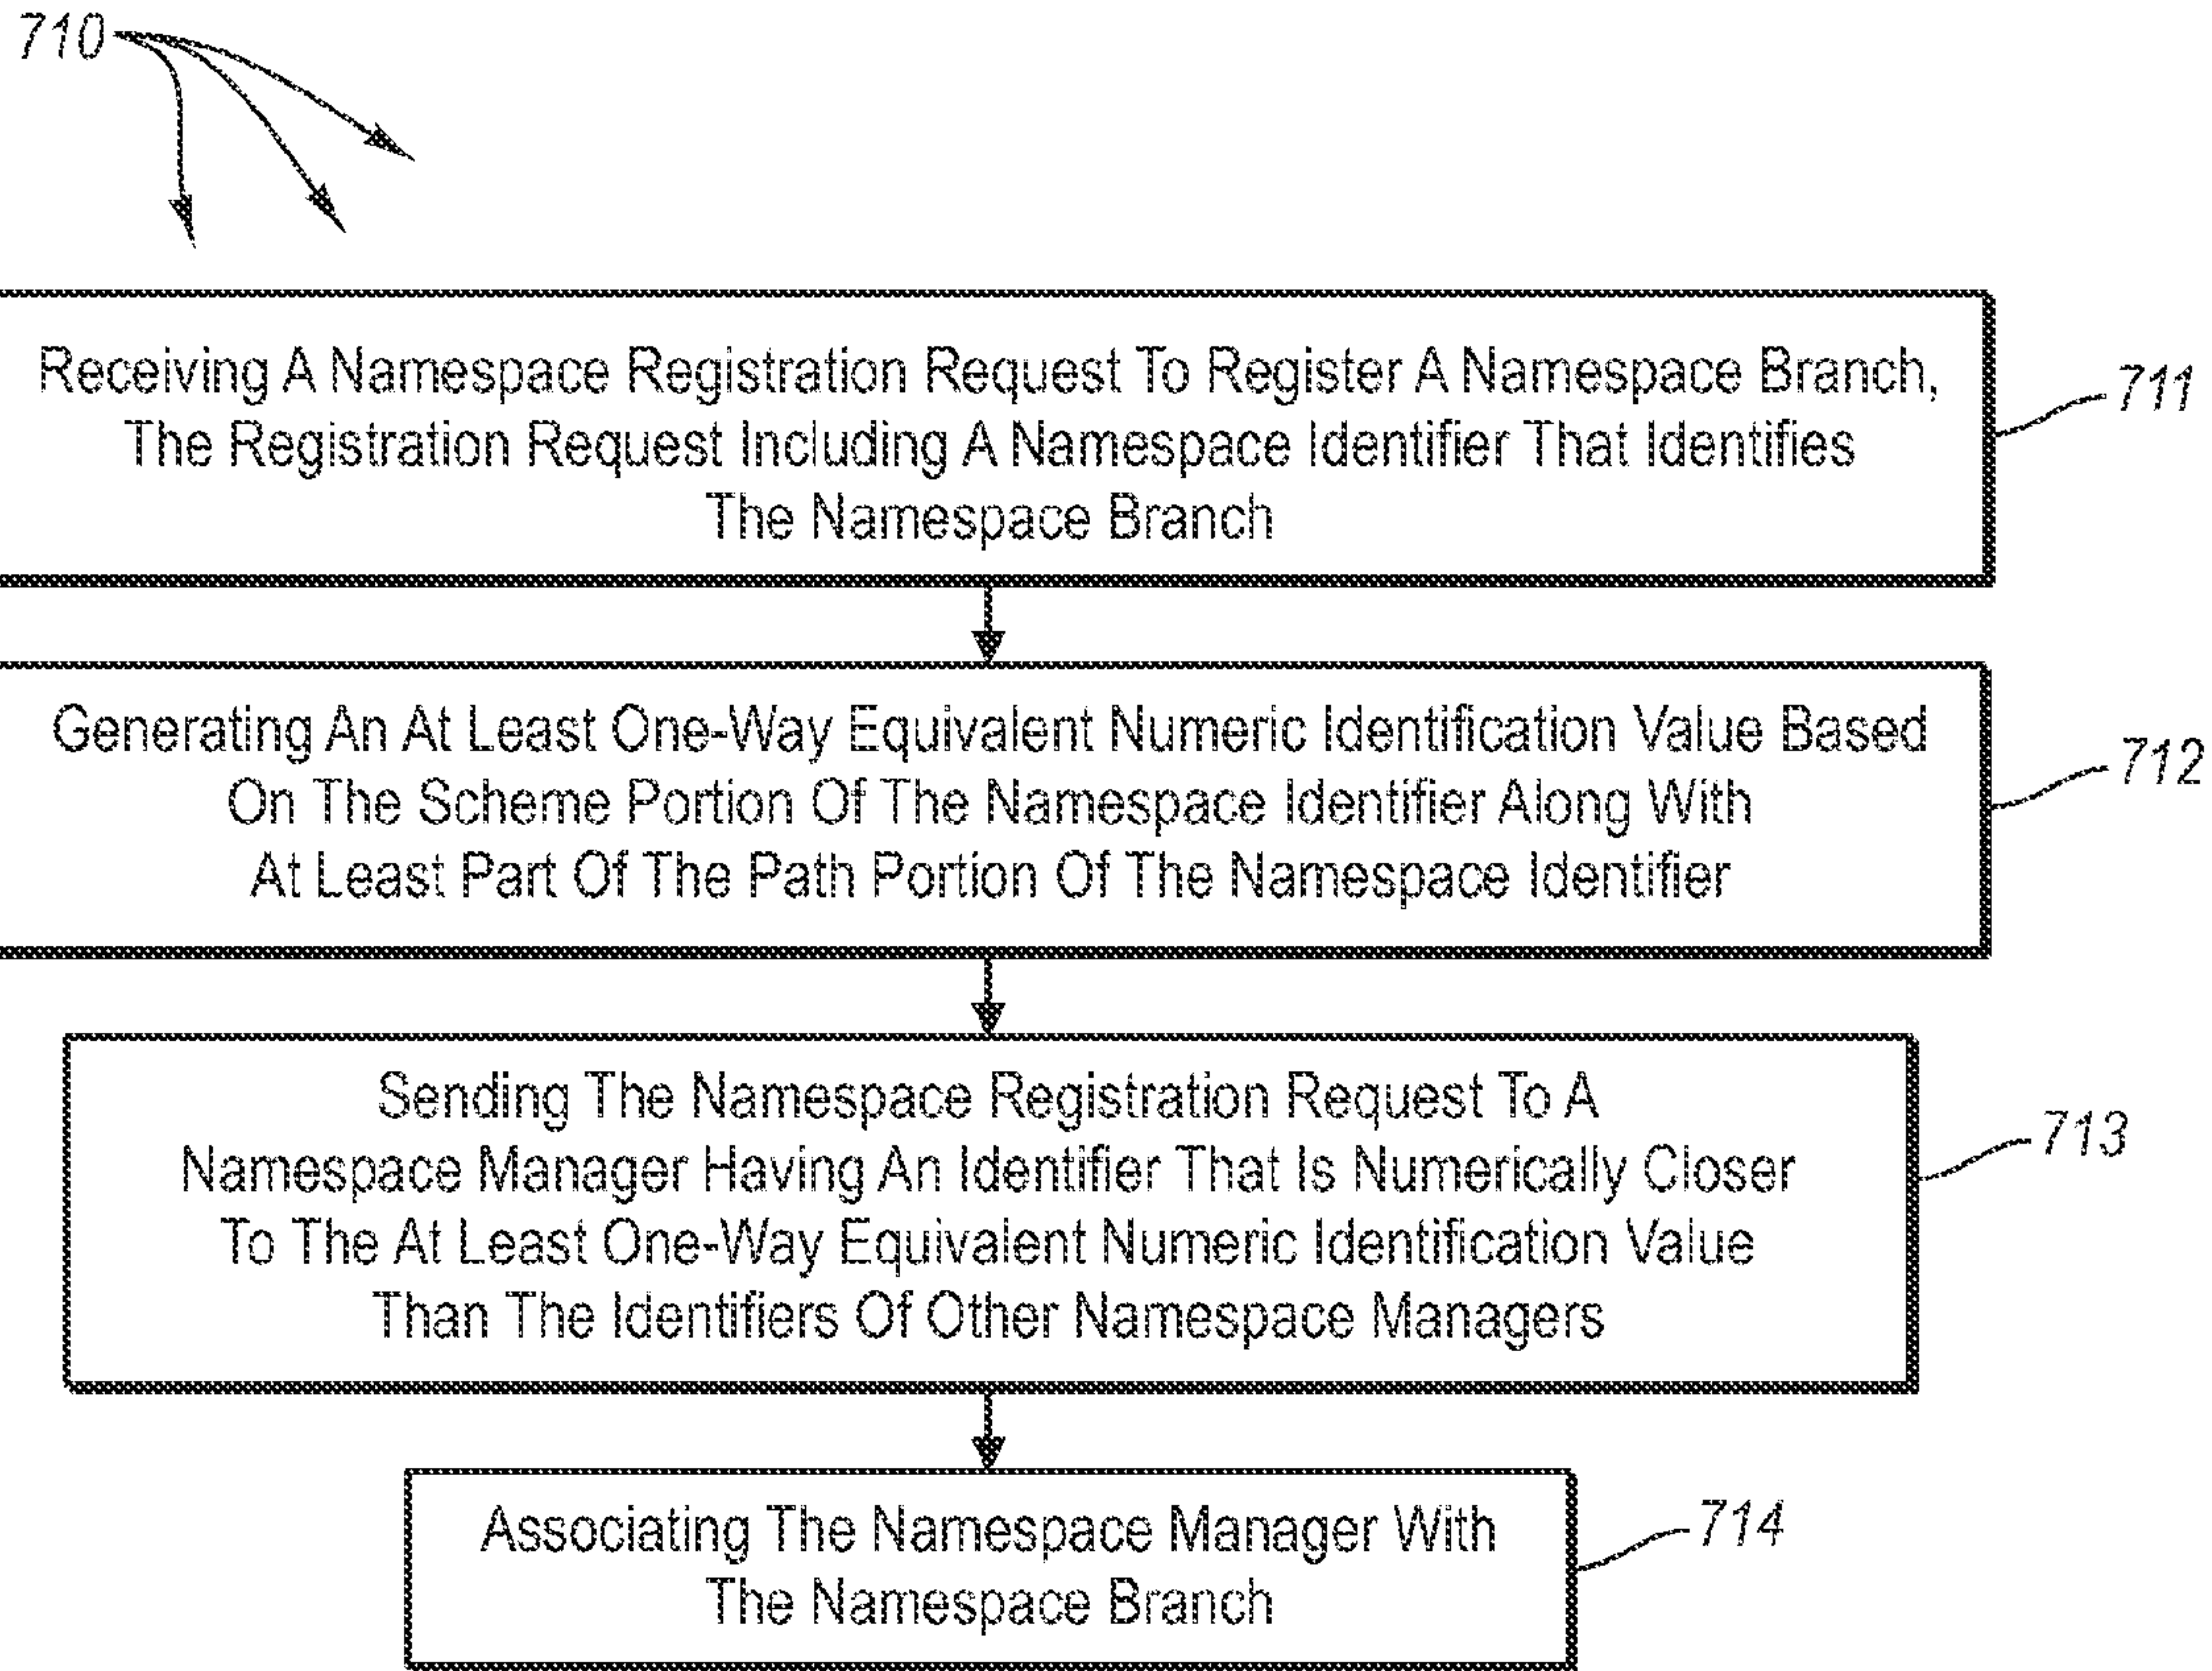 710
Receiving A Namespace Registration Request To Register A Namespace Branch,
The Registration Request Including A Namespace Identifier That Identifies
The Namespace Branch
711
Generating An At Least One-Way Equivalent Numeric Identification Value Based
On The Scheme Portion Of The Namespace Identifier Along With
At Least Part Of The Path Portion Of The Namespace Identifier
712
Sending The Namespace Registration Request To A
Namespace Manager Having An Identifier That Is Numerically Closer
To The At Least One-Way Equivalent Numeric Identification Value
Than The Identifiers Of Other Namespace Managers
713
Associating The Namespace Manager With
The Namespace Branch
714